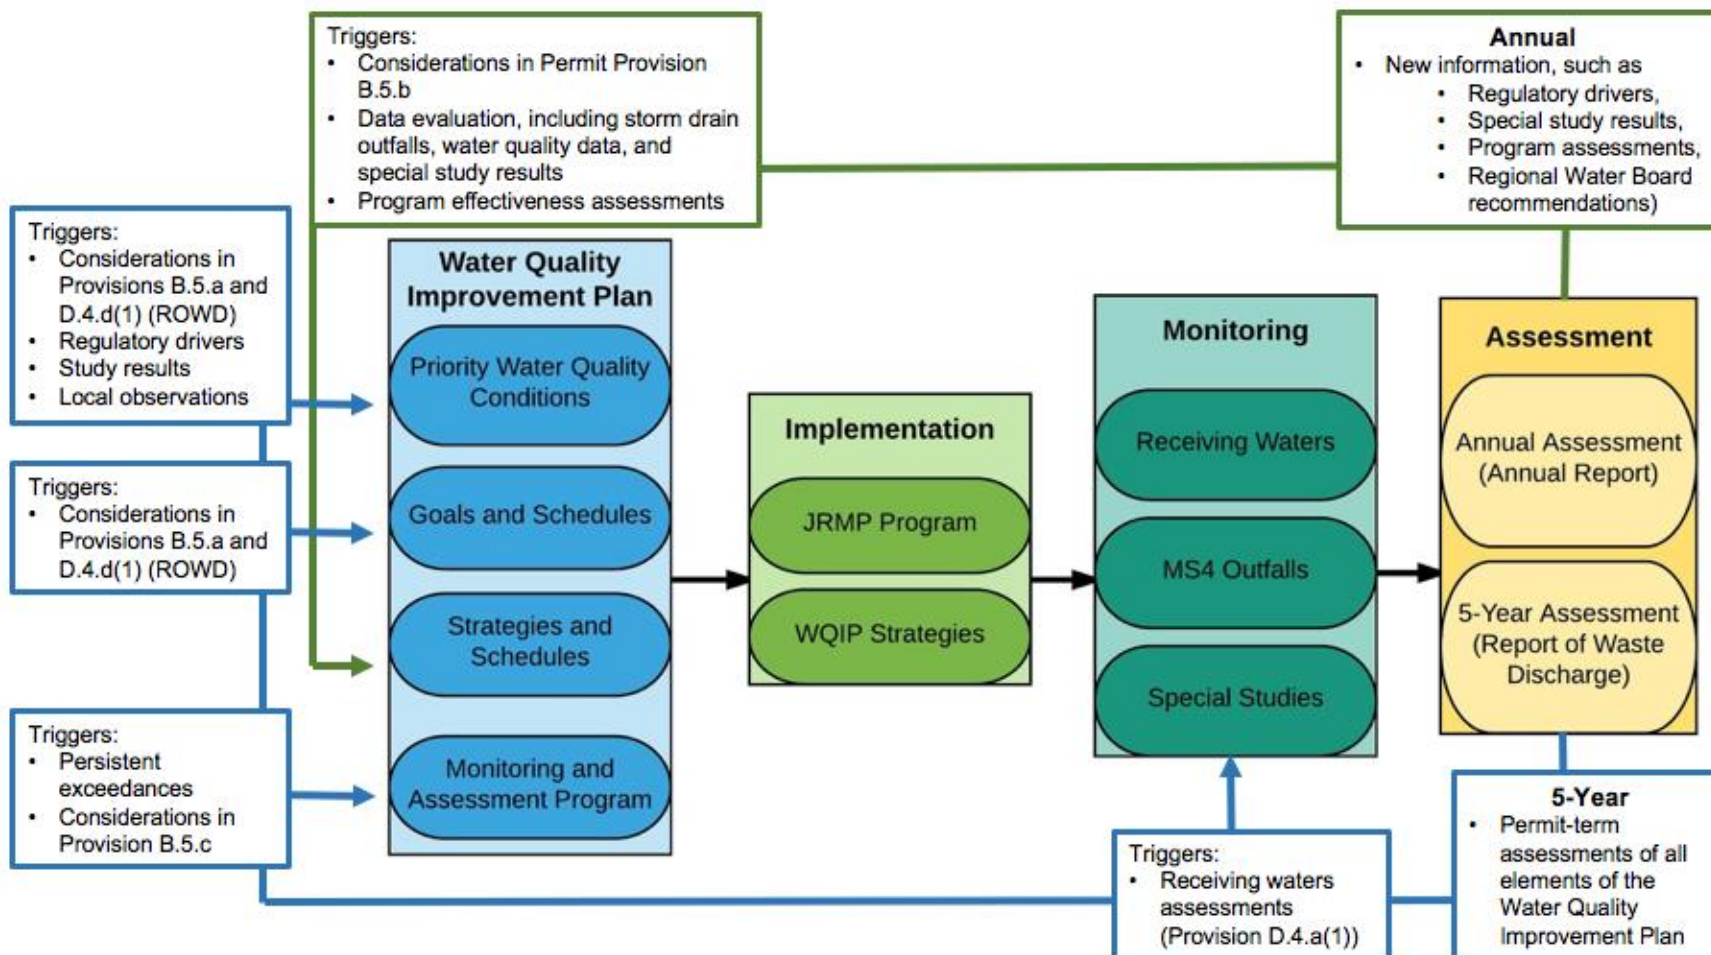 Triggers:
• Considerations in Permit Provision
B.5.b
• Data evaluation, including storm drain
outfalls, water quality data, and
special study results
• Program effectiveness assessments
Annual
• New information, such as
• Regulatory drivers,
• Special study results,
• Program assessments,
• Regional Water Board
recommendations)
Triggers:
• Considerations in
Provisions B.5.a and
D.4.d(1) (ROWD)
• Regulatory drivers
• Study results
• Local observations
Triggers:
• Considerations in
Provisions B.5.a and
D.4.d(1) (ROWD)
Triggers:
• Persistent
exceedances
• Considerations in
Provision B.5.c
Water Quality
Improvement Plan
Priority Water Quality
Conditions
Goals and Schedules
Strategies and
Schedules
Monitoring and
Assessment Program
Implementation
JRMP Program
WQIP Strategies
Monitoring
Receiving Waters
MS4 Outfalls
Special Studies
Assessment
Annual Assessment
(Annual Report)
5-Year Assessment
(Report of Waste
Discharge)
Triggers:
• Receiving waters
assessments
(Provision D.4.a(1))
5-Year
• Permit-term
assessments of all
elements of the
Water Quality
Improvement Plan